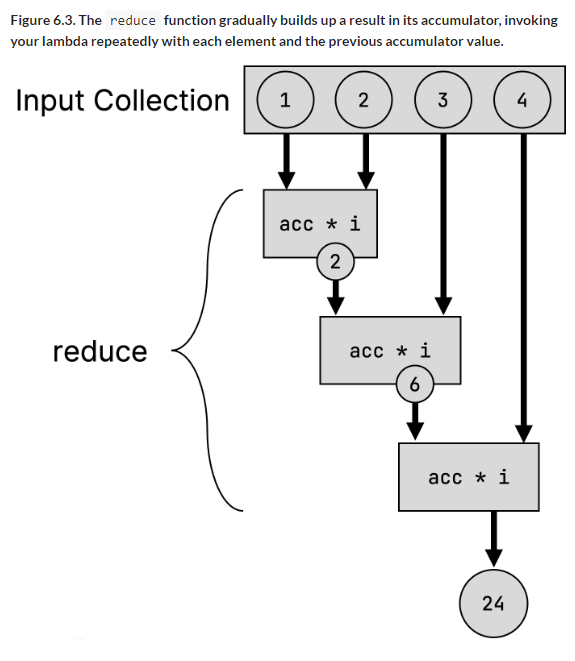 Figure 6.3. The reduce function gradually builds up a result in its accumulator, invoking
your lambda repeatedly with each element and the previous accumulator value.
Input Collection
1 2 3 4
acc * i
2
reduce
acc * i
6
acc * i
24